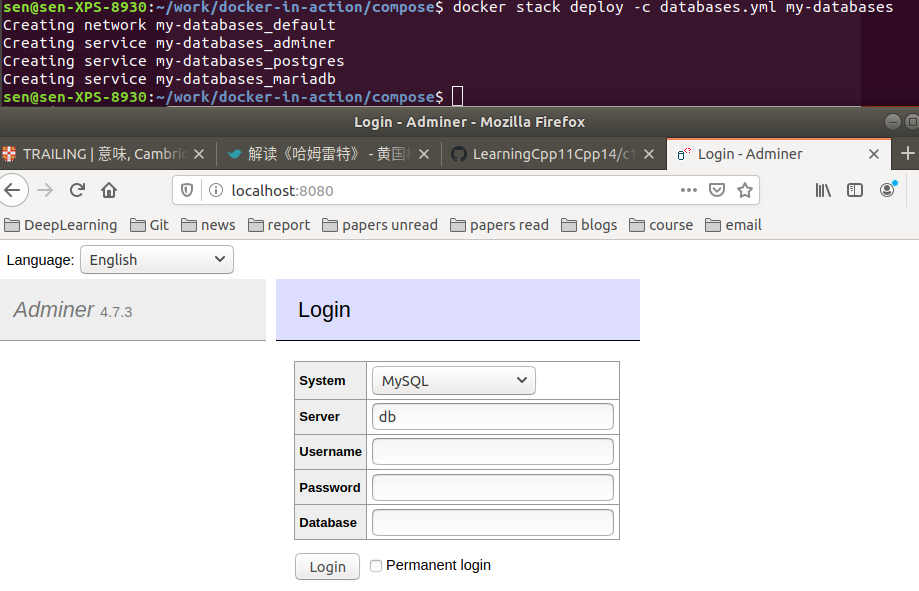 sen@sen-XPS-8930:~/work/docker-in-action/compose$ docker stack deploy -c databases.yml my-databases
Creating network my-databases_default
Creating service my-databases_adminer
Creating service my-databases_postgres
Creating service my-databases_mariadb
sen@sen-XPS-8930:~/work/docker-in-action/compose$
Login - Adminer - Mozilla Firefox
TRAILING | 意味, Cambrid 解读《哈姆雷特》 - 黄国 LearningCpp11Cpp14/c1 Login - Adminer
localhost:8080
DeepLearning Git news report papers unread papers read blogs course email
Language: English
Adminer 4.7.3
Login
System MySQL
Server db
Username
Password
Database
Login Permanent login